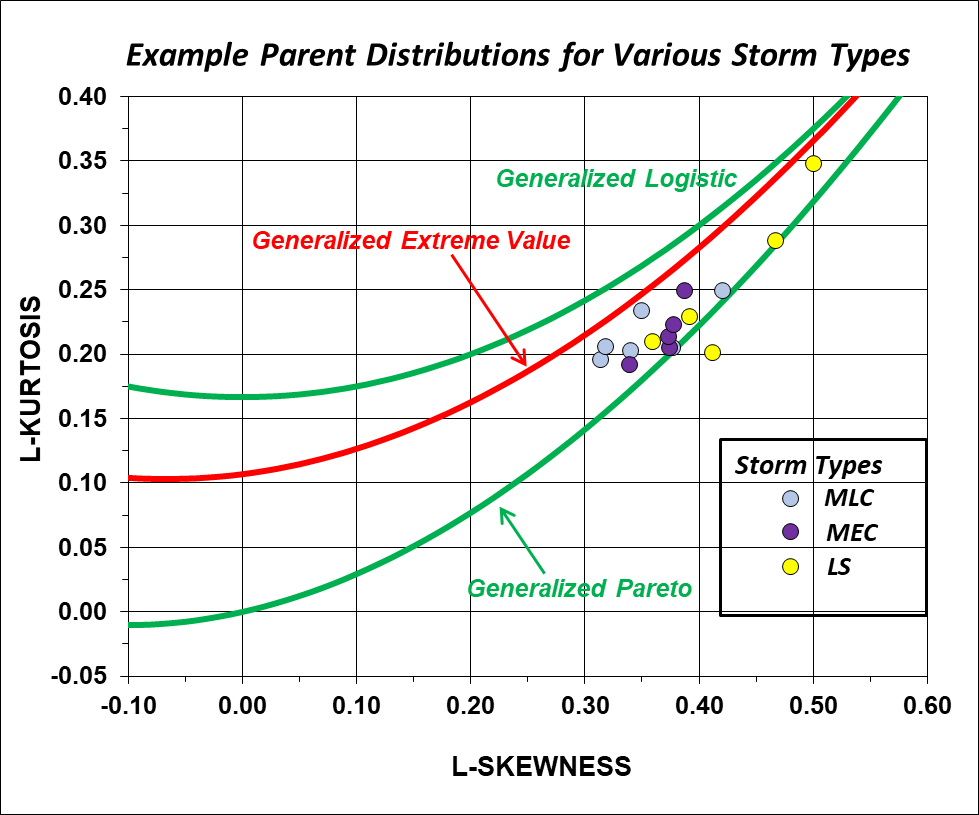 Example Parent Distributions for Various Storm Types
0.40
0.35
0.30
0.25
0.20
0.15
0.10
0.05
0.00
-0.05
L-KURTOSIS
Generalized Logistic
Generalized Extreme Value
Generalized Pareto
Storm Types
MLC
MEC
LS
-0.10 0.00 0.10 0.20 0.30 0.40 0.50 0.60
L-SKEWNESS